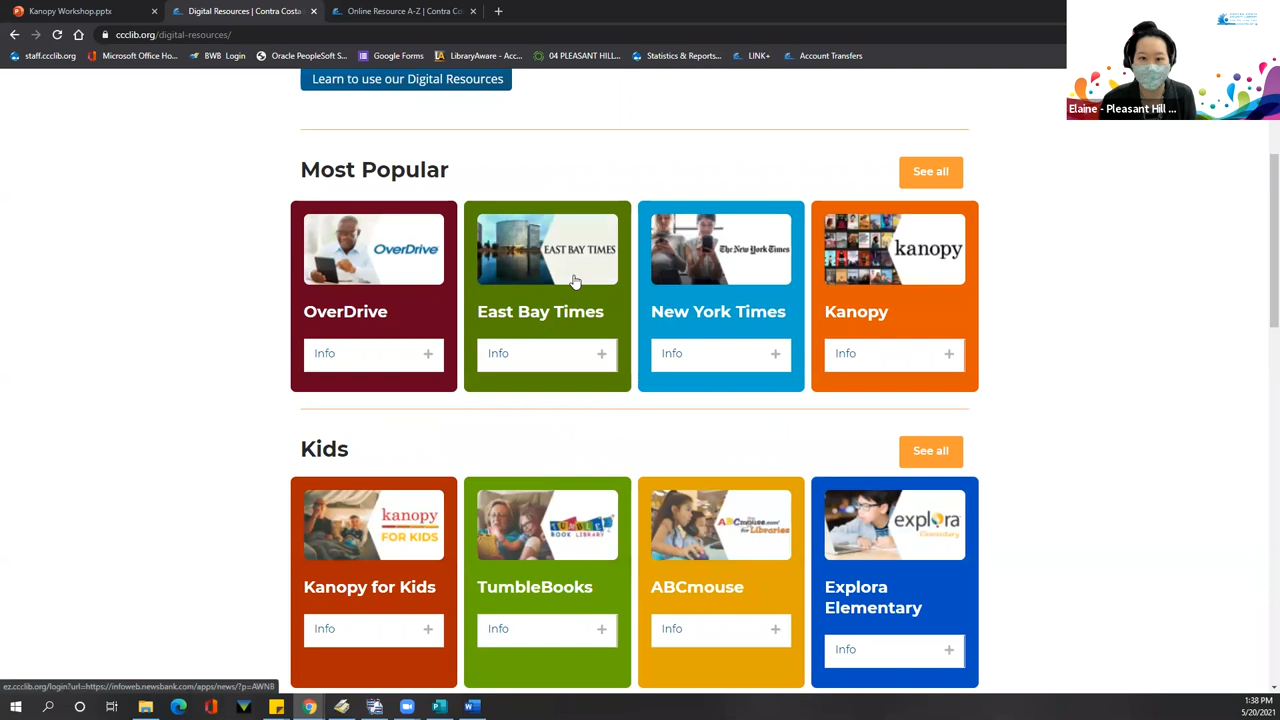 Kanopy Workshop.pptx
Digital Resources | Contra Costa
Online Resource A-Z | Contra Co
ccclib.org/digital-resources/
staff.ccclib.org
Microsoft Office Ho...
BWB Login
Oracle PeopleSoft S...
Google Forms
LibraryAware - Acc...
04 PLEASANT HILL...
Statistics & Reports...
LINK+
Account Transfers
Elaine - Pleasant Hill ...
Learn to use our Digital Resources
Most Popular
See all
OverDrive
EAST BAY TIMES
The New York Times
kanopy
OverDrive
East Bay Times
New York Times
Kanopy
Info
Info
Info
Info
Kids
See all
kanopy
FOR KIDS
TUMBLE
BOOK LIBRARY
ABCmouse.com
for Libraries
explora
Elementary
Kanopy for Kids
TumbleBooks
ABCmouse
Explora
Elementary
Info
Info
Info
Info
ez.ccclib.org/login?url=https://infoweb.newsbank.com/apps/news/?p=AWNB
1:38 PM
5/20/2021